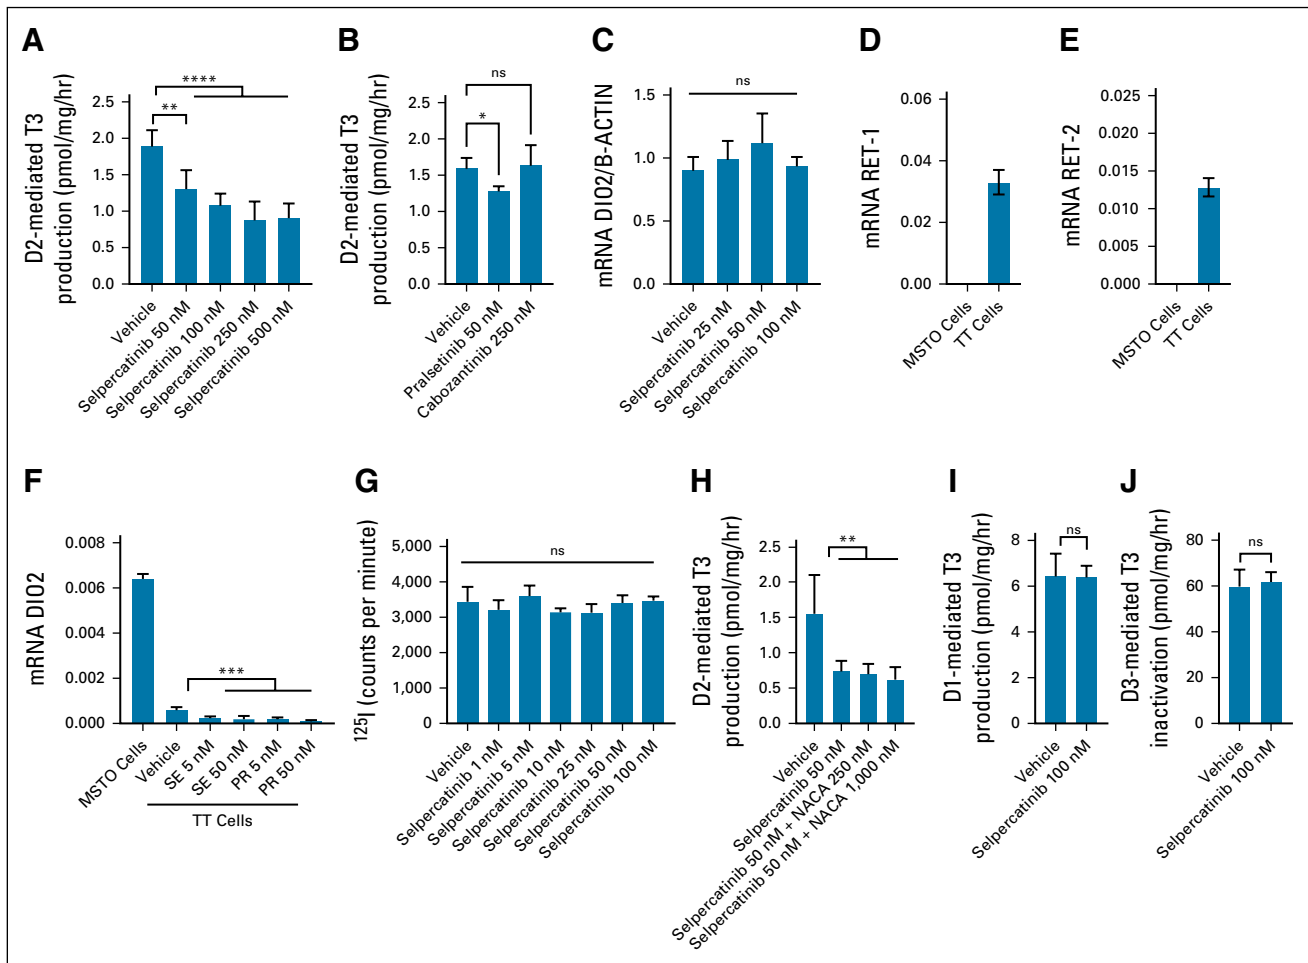 A
D2-mediated T3
production (pmol/mg/hr)
2.5
2.0
1.5
1.0
0.5
0.0
****
**
Vehicle
Selpercatinib 50 nM
Selpercatinib 100 nM
Selpercatinib 250 nM
Selpercatinib 500 nM
B
D2-mediated T3
production (pmol/mg/hr)
2.5
2.0
1.5
1.0
0.5
0.0
ns
*
Vehicle
Pralsetinib 50 nM
Cabozantinib 250 nM
C
mRNA DIO2/B-ACTIN
1.5
1.0
0.5
0.0
ns
Vehicle
Selpercatinib 25 nM
Selpercatinib 50 nM
Selpercatinib 100 nM
D
mRNA RET-1
0.06
0.04
0.02
0.00
MSTO Cells
TT Cells
E
mRNA RET-2
0.025
0.020
0.015
0.010
0.005
0.000
MSTO Cells
TT Cells
F
mRNA DIO2
0.008
0.006
0.004
0.002
0.000
***
MSTO Cells
Vehicle
SE 5 nM
SE 50 nM
PR 5 nM
PR 50 nM
TT Cells
G
125I (counts per minute)
5,000
4,000
3,000
2,000
1,000
0
ns
Vehicle
Selpercatinib 1 nM
Selpercatinib 5 nM
Selpercatinib 10 nM
Selpercatinib 25 nM
Selpercatinib 50 nM
Selpercatinib 100 nM
H
D2-mediated T3
production (pmol/mg/hr)
2.5
2.0
1.5
1.0
0.5
0.0
**
Vehicle
Selpercatinib 50 nM
Selpercatinib 50 nM + NACA 250 nM
Selpercatinib 50 nM + NACA 1,000 nM
I
D1-mediated T3
production (pmol/mg/hr)
8
6
4
2
0
ns
Vehicle
Selpercatinib 100 nM
J
D3-mediated T3
inactivation (pmol/mg/hr)
80
60
40
20
0
ns
Vehicle
Selpercatinib 100 nM